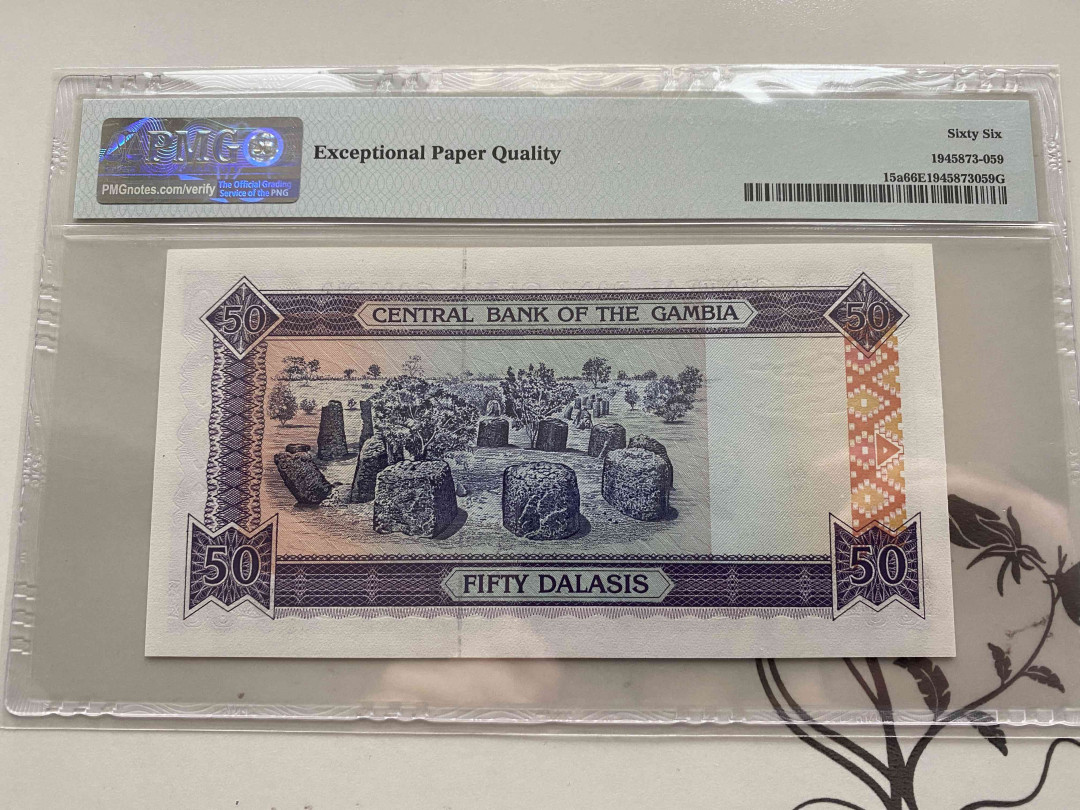 PMG
PMGnotes.com/verify
The Official Grading
Service of the PNG
Exceptional Paper Quality
Sixty Six
1945873-059
15a66E1945873059G
50
CENTRAL BANK OF THE GAMBIA
50
50
FIFTY DALASIS
50